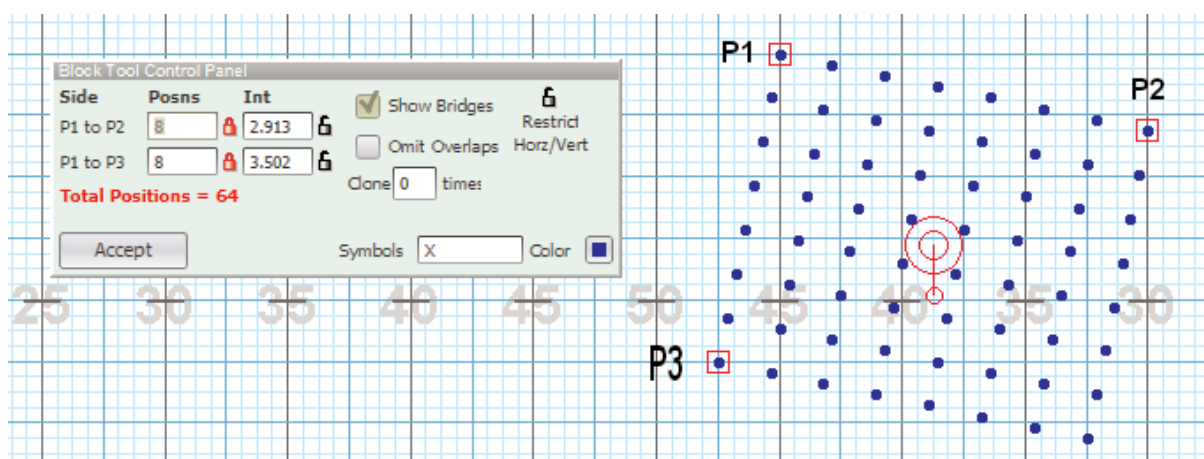 P1
P2
Block Tool Control Panel
Side Posns Int
Show Bridges
P1 to P2 8 2.913
Restrict
Horz/Vert
Omit Overlaps
P1 to P3 8 3.502
Clone 0 times
Total Positions = 64
Accept
Symbols X Color
25 30 35 40 45 50 45 40 35 30
P3